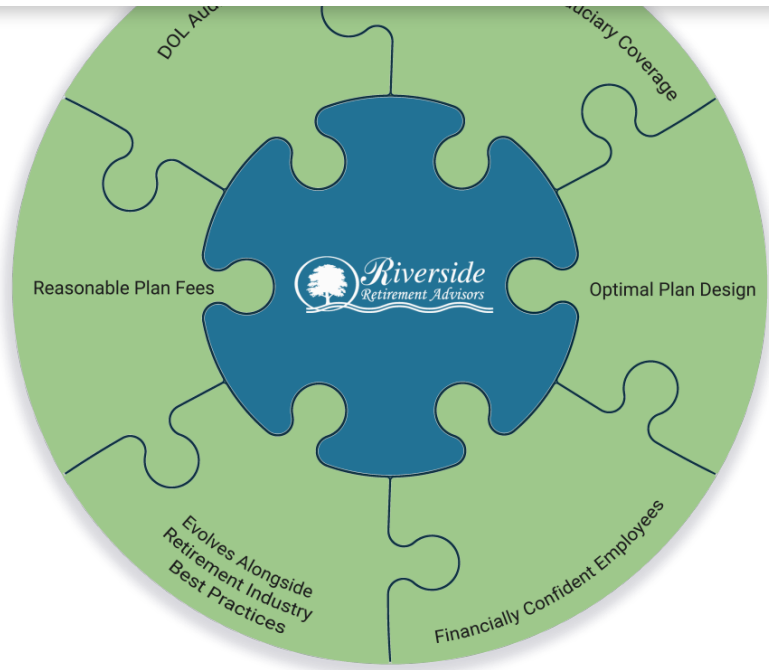 DOL
Coverage
Reasonable Plan Fees
Riverside
Retirement Advisors
Optimal Plan Design
Evolves Alongside
Retirement Industry
Best Practices
Financially Confident Employees